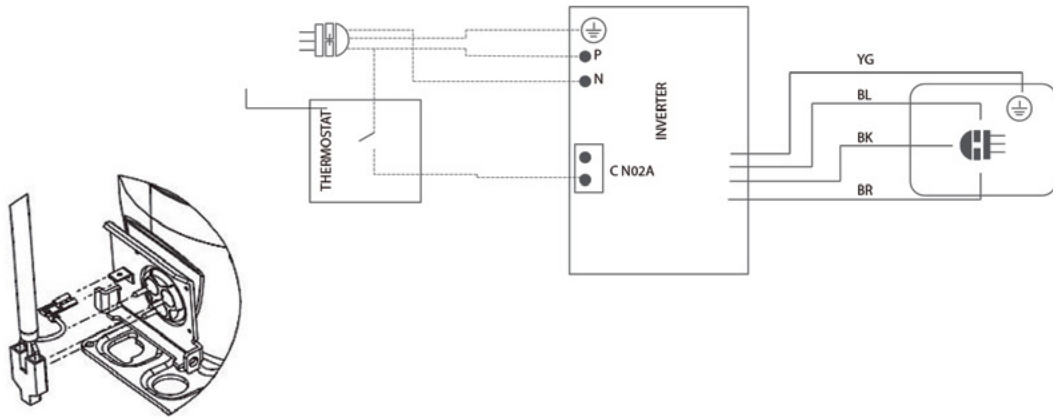 P
N
THERMOSTAT
INVERTER
C N02A
YG
BL
BK
BR